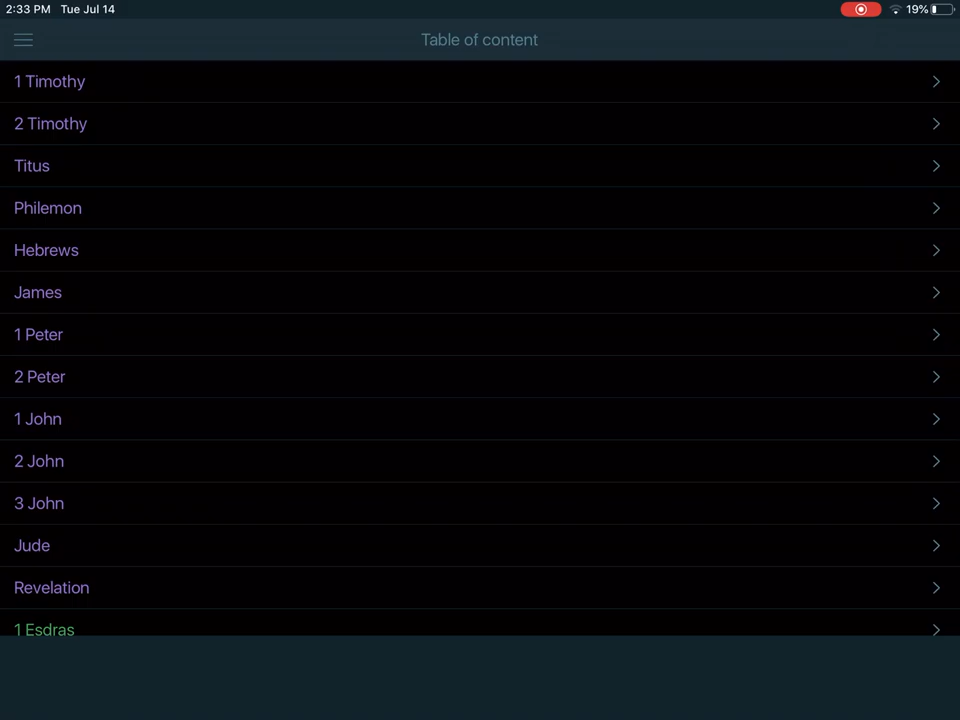 2:33 PM Tue Jul 14 19%
Table of content
1 Timothy
2 Timothy
Titus
Philemon
Hebrews
James
1 Peter
2 Peter
1 John
2 John
3 John
Jude
Revelation
1 Esdras